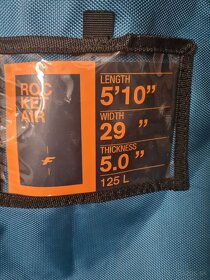 ROC
KET
AIR
F
LENGTH
5'10"
WIDTH
29 "
THICKNESS
5.0 "
125 L